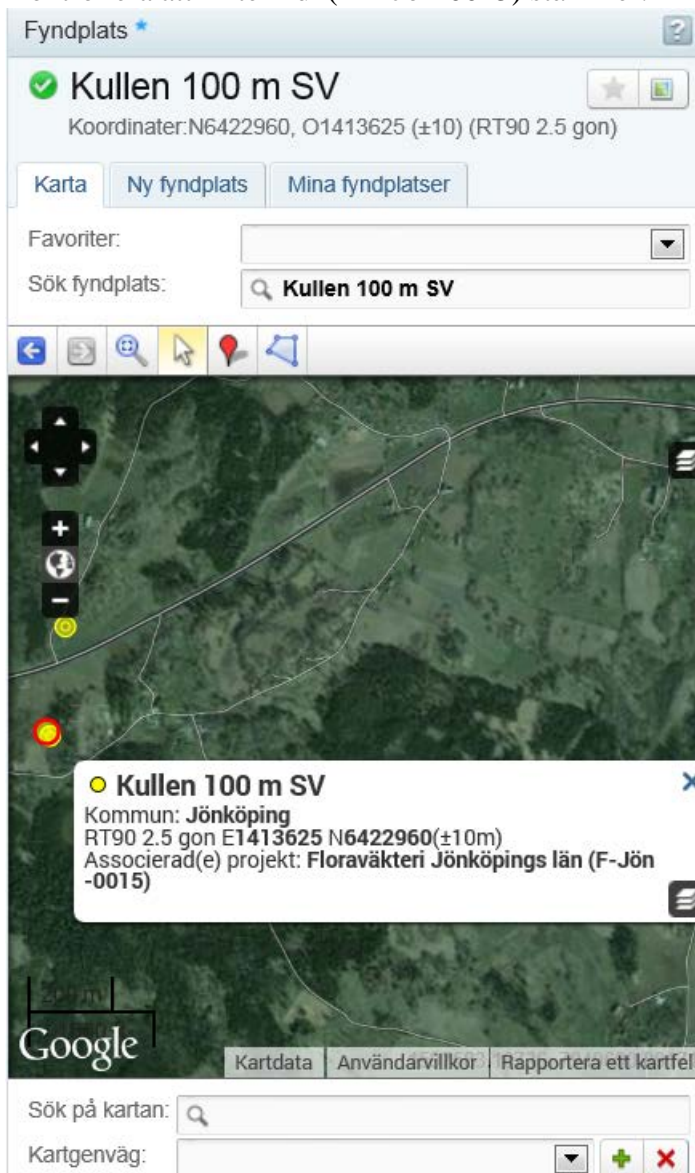 Fyndplats *
?
Kullen 100 m SV
Koordinater:N6422960, O1413625 (±10) (RT90 2.5 gon)
Karta Ny fyndplats Mina fyndplatser
Favoriter:
Sök fyndplats: Kullen 100 m SV
Kullen 100 m SV
Kommun: Jönköping
RT90 2.5 gon E1413625 N6422960(±10m)
Associerad(e) projekt: Floraväkteri Jönköpings län (F-Jön
-0015)
Google
Kartdata Användarvillkor Rapportera ett kartfel
Sök på kartan:
Kartgenväg: